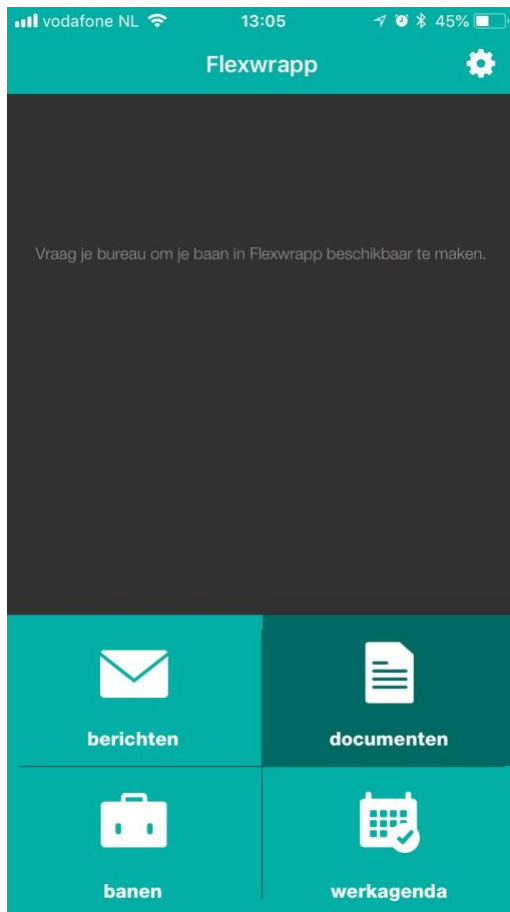 vodafone NL 13:05 45%
Flexwrapp
Vraag je bureau om je baan in Flexwrapp beschikbaar te maken.
berichten documenten
banen werkagenda